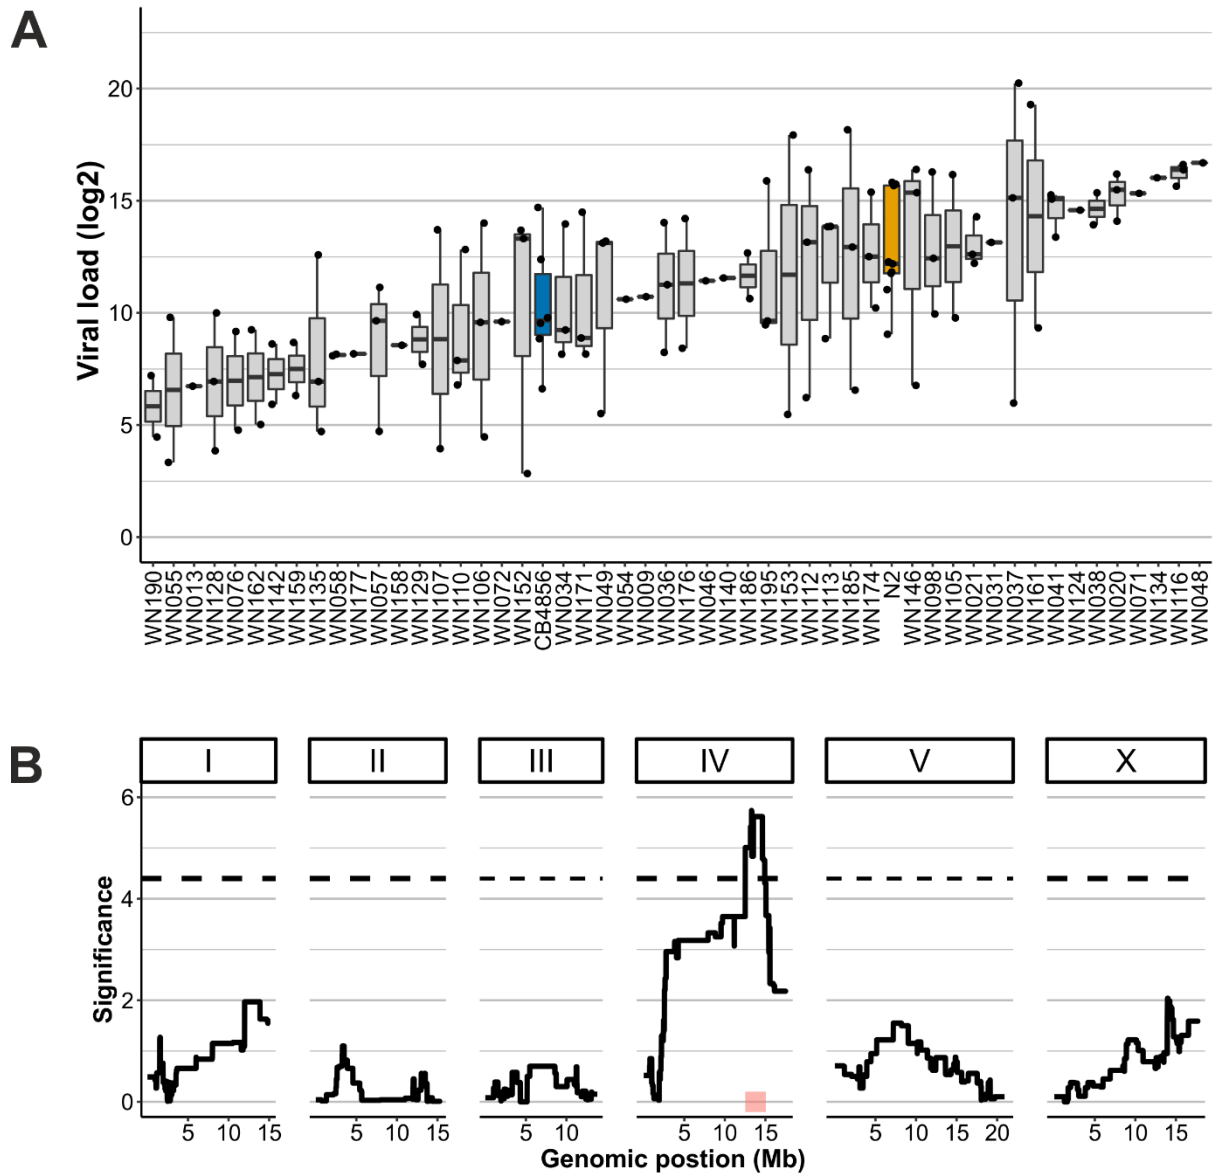 A
Viral load (log2)
20
15
10
5
0
WN190 WN055 WN013 WN128 WN076 WN162 WN142 WN159 WN135 WN058 WN177 WN057 WN158 WN129 WN107 WN110 WN106 WN072 WN152 CB4856 WN034 WN171 WN049 WN054 WN009 WN036 WN176 WN046 WN140 WN186 WN195 WN153 WN112 WN113 WN185 WN174 N2 WN146 WN098 WN105 WN021 WN031 WN037 WN161 WN041 WN124 WN038 WN020 WN071 WN134 WN116 WN048
B
I II III IV V X
Significance
6
4
2
0
5 10 15 5 10 15 5 10 5 10 15 5 10 15 20 5 10 15
Genomic postion (Mb)